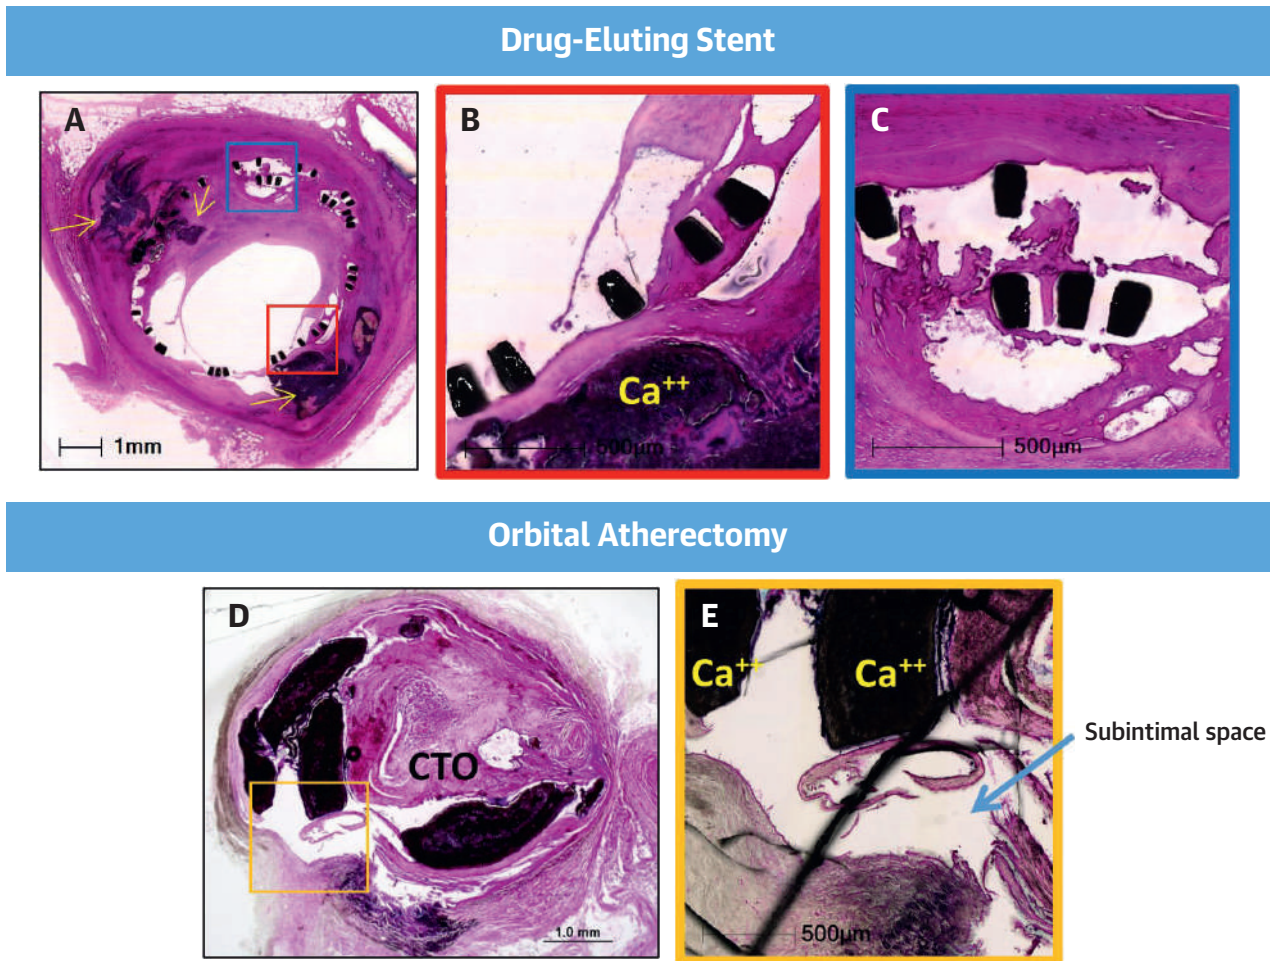 Drug-Eluting Stent
A
B
C
Ca⁺⁺
1mm
500µm
500µm
Orbital Atherectomy
D
E
Ca⁺⁺
Ca⁺⁺
Subintimal space
CTO
1.0 mm
500µm